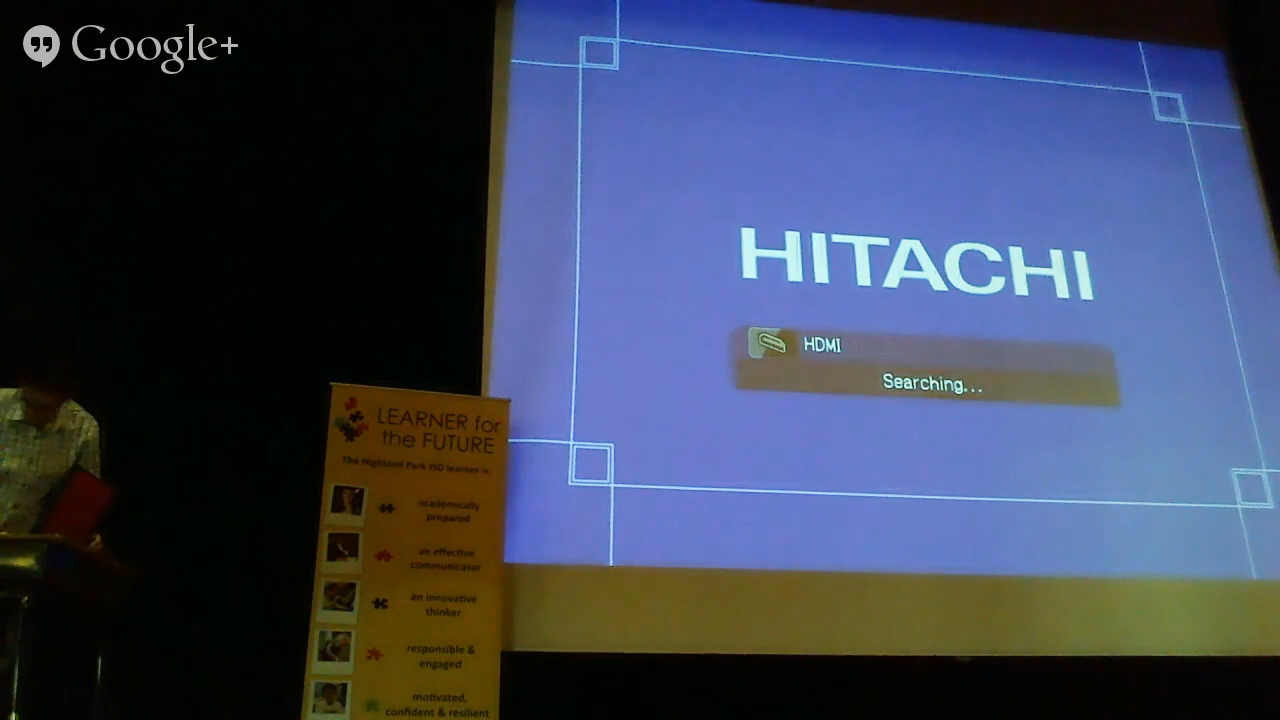 Google+
HITACHI
HDMI
Searching...
LEARNER for
the FUTURE
The Highland Park ISD learner is:
academically
prepared
an effective
communicator
an innovative
thinker
responsible &
engaged
motivated,
confident & resilient